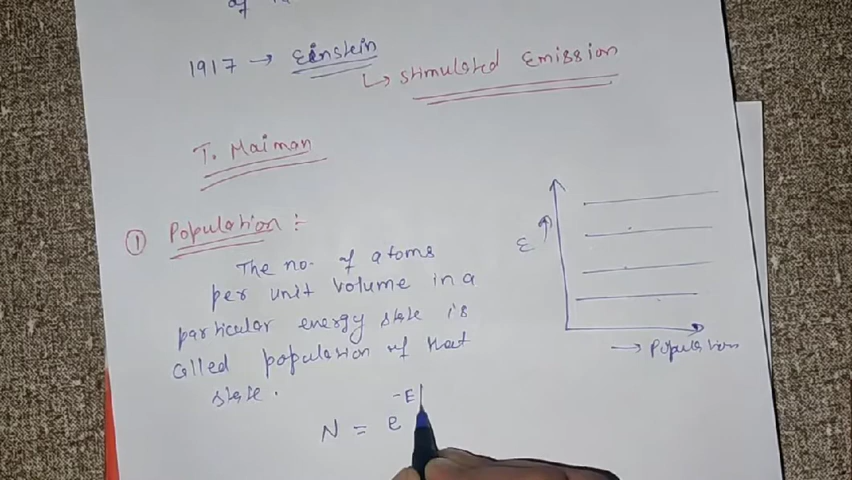 of
1917 → Einstein
↳ stimulated Emission
T. Maiman
① Population :-
The no. of atoms
per unit volume in a
particular energy state is
called population of that
state.
N = e^-E/
E ↑
→ Population